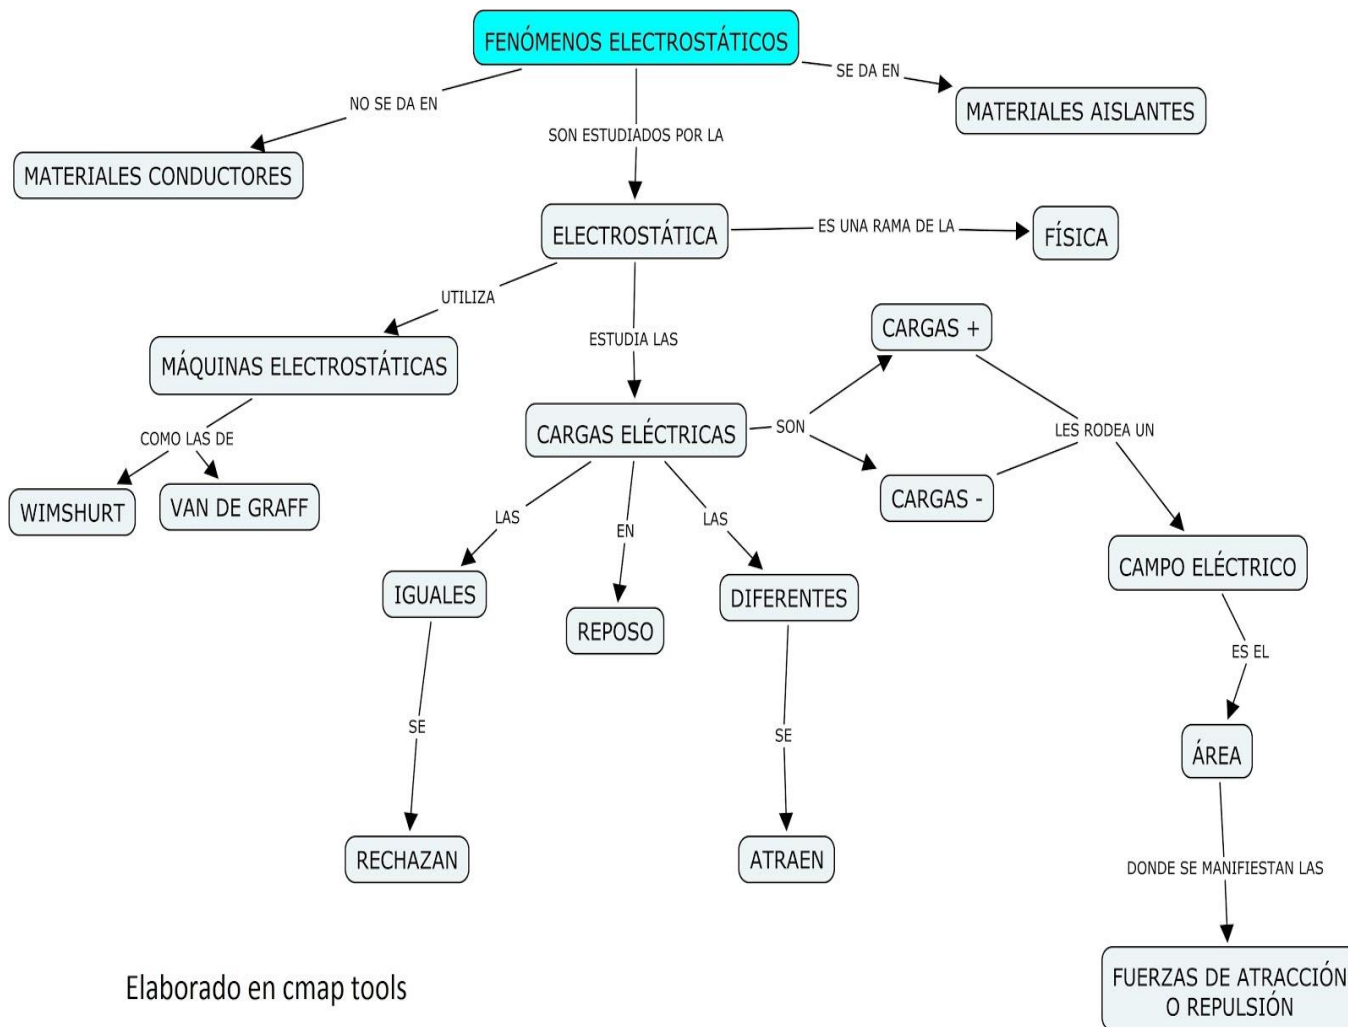 FENÓMENOS ELECTROSTÁTICOS
SE DA EN
NO SE DA EN
MATERIALES AISLANTES
SON ESTUDIADOS POR LA
MATERIALES CONDUCTORES
ELECTROSTÁTICA
ES UNA RAMA DE LA
FÍSICA
UTILIZA
ESTUDIA LAS
CARGAS +
MÁQUINAS ELECTROSTÁTICAS
CARGAS ELÉCTRICAS
SON
LES RODEA UN
COMO LAS DE
CARGAS -
WIMSHURT
VAN DE GRAFF
LAS
EN
LAS
CAMPO ELÉCTRICO
IGUALES
REPOSO
DIFERENTES
ES EL
SE
SE
ÁREA
RECHAZAN
ATRAEN
DONDE SE MANIFIESTAN LAS
FUERZAS DE ATRACCIÓN
O REPULSIÓN
Elaborado en cmap tools